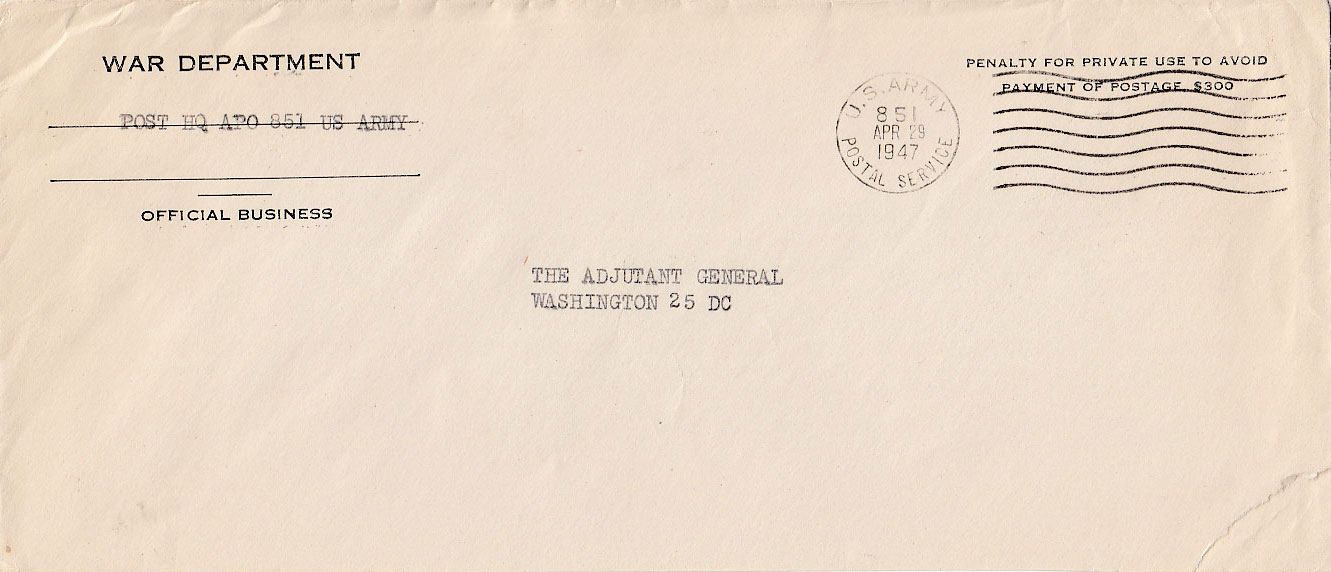 WAR DEPARTMENT
POST HQ APO 851 US ARMY
OFFICIAL BUSINESS
U.S. ARMY
851
APR 29
1947
POSTAL SERVICE
PENALTY FOR PRIVATE USE TO AVOID
PAYMENT OF POSTAGE, $300
THE ADJUTANT GENERAL
WASHINGTON 25 DC